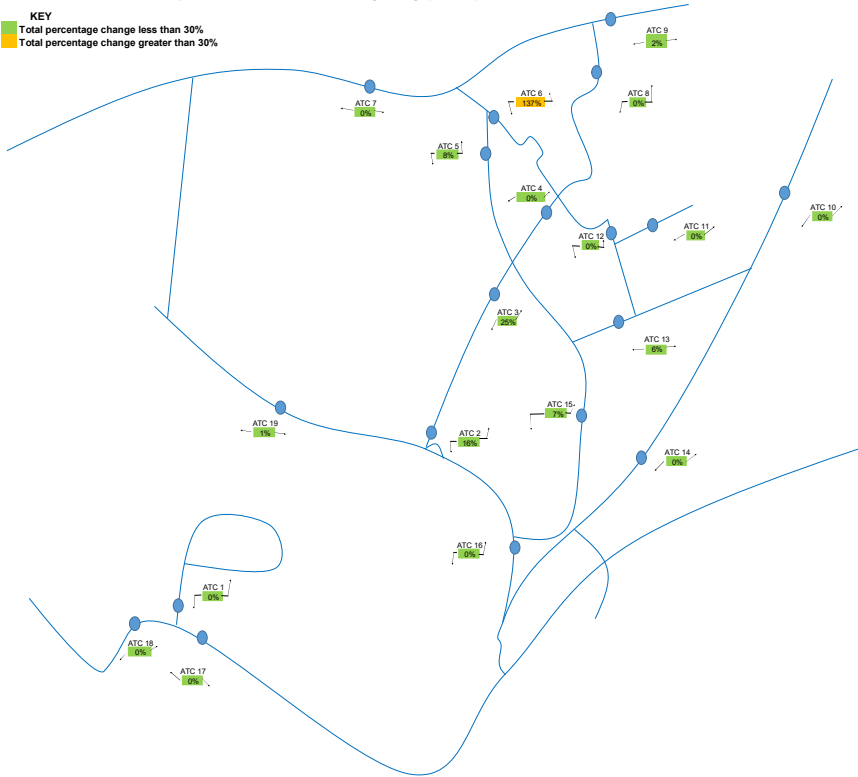 KEY
Total percentage change less than 30%
Total percentage change greater than 30%
ATC 9
2%
ATC 6
137%
ATC 8
0%
ATC 7
0%
ATC 5
8%
ATC 4
0%
ATC 10
0%
ATC 11
0%
ATC 12
0%
ATC 3
25%
ATC 13
6%
ATC 15
7%
ATC 19
1%
ATC 2
16%
ATC 14
0%
ATC 16
0%
ATC 1
0%
ATC 18
0%
ATC 17
0%